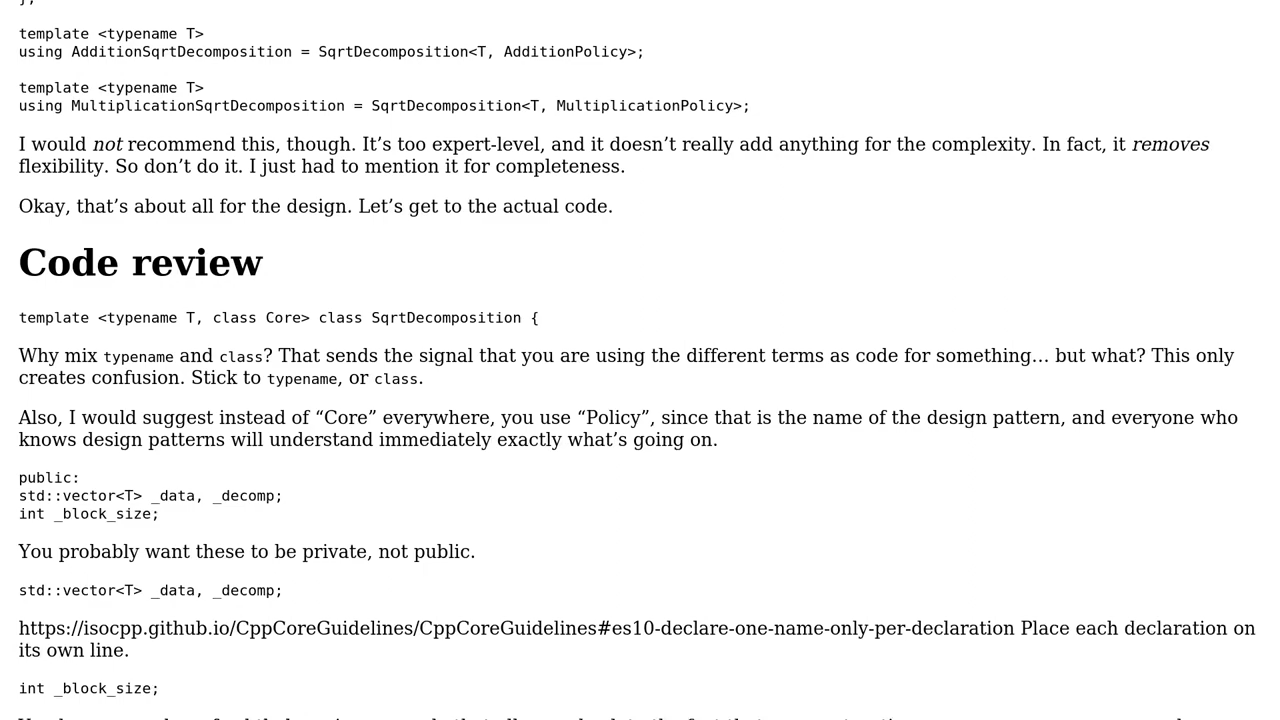 };
template <typename T>
using AdditionSqrtDecomposition = SqrtDecomposition<T, AdditionPolicy>;
template <typename T>
using MultiplicationSqrtDecomposition = SqrtDecomposition<T, MultiplicationPolicy>;
I would not recommend this, though. It’s too expert-level, and it doesn’t really add anything for the complexity. In fact, it removes
flexibility. So don’t do it. I just had to mention it for completeness.
Okay, that’s about all for the design. Let’s get to the actual code.
Code review
template <typename T, class Core> class SqrtDecomposition {
Why mix typename and class? That sends the signal that you are using the different terms as code for something… but what? This only
creates confusion. Stick to typename, or class.
Also, I would suggest instead of “Core” everywhere, you use “Policy”, since that is the name of the design pattern, and everyone who
knows design patterns will understand immediately exactly what’s going on.
public:
std::vector<T> _data, _decomp;
int _block_size;
You probably want these to be private, not public.
std::vector<T> _data, _decomp;
https://isocpp.github.io/CppCoreGuidelines/CppCoreGuidelines#es10-declare-one-name-only-per-declaration Place each declaration on
its own line.
int _block_size;